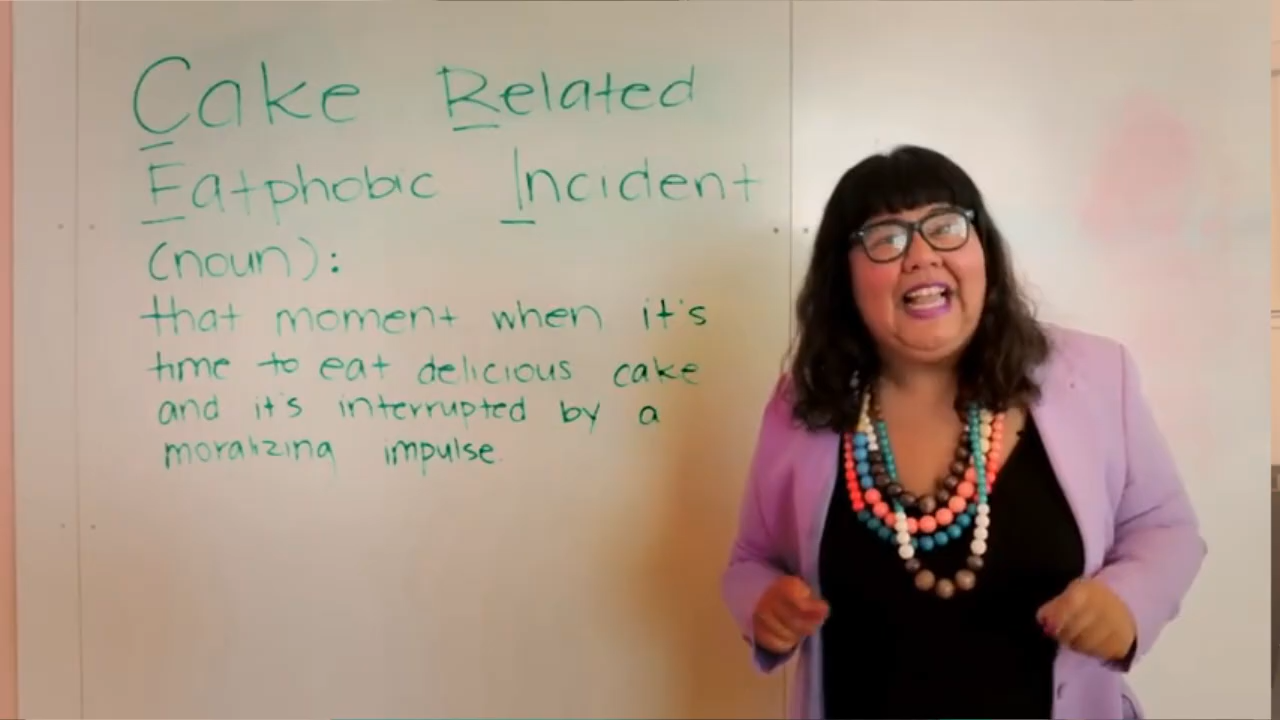 Cake Related
Eatphobic Incident
(noun):
that moment when it's
time to eat delicious cake
and it's interrupted by a
moralizing impulse.